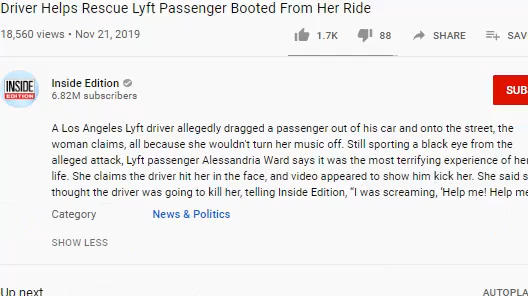 Driver Helps Rescue Lyft Passenger Booted From Her Ride
18,560 views • Nov 21, 2019 1.7K 88 SHARE SAV
INSIDE EDITION
Inside Edition
6.82M subscribers
SUB
A Los Angeles Lyft driver allegedly dragged a passenger out of his car and onto the street, the
woman claims, all because she wouldn't turn her music off. Still sporting a black eye from the
alleged attack, Lyft passenger Alessandria Ward says it was the most terrifying experience of her
life. She claims the driver hit her in the face, and video appeared to show him kick her. She said s
thought the driver was going to kill her, telling Inside Edition, “I was screaming, ‘Help me! Help me
Category News & Politics
SHOW LESS
Up next AUTOPLA